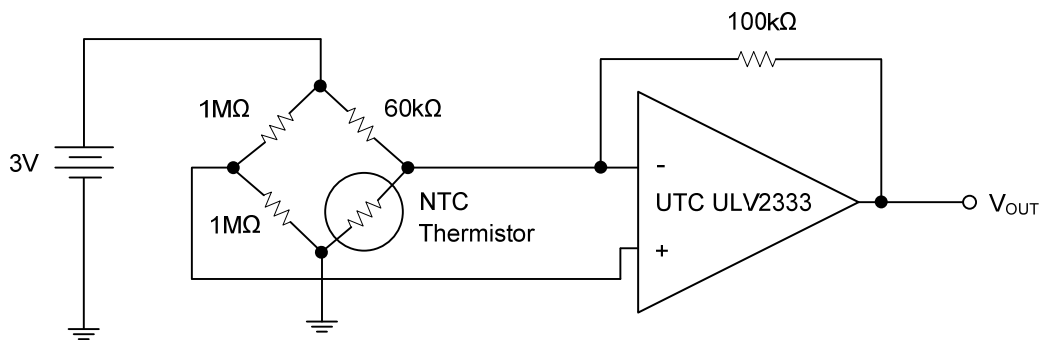 100kΩ
1MΩ
60kΩ
3V
1MΩ
NTC
Thermistor
-
UTC ULV2333
+
VOUT